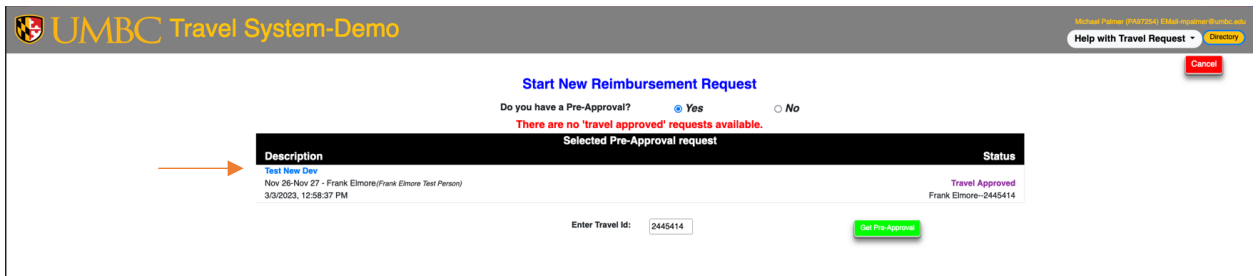 UMBC Travel System-Demo
Michael Palmer (PA97254) EMail-mpalmer@umbc.edu
Help with Travel Request
Directory
Cancel
Start New Reimbursement Request
Do you have a Pre-Approval? Yes No
There are no 'travel approved' requests available.
Selected Pre-Approval request
Description Status
Test New Dev
Nov 26-Nov 27 - Frank Elmore(Frank Elmore Test Person) Travel Approved
3/3/2023, 12:58:37 PM Frank Elmore--2445414
Enter Travel Id: 2445414 Get Pre-Approval